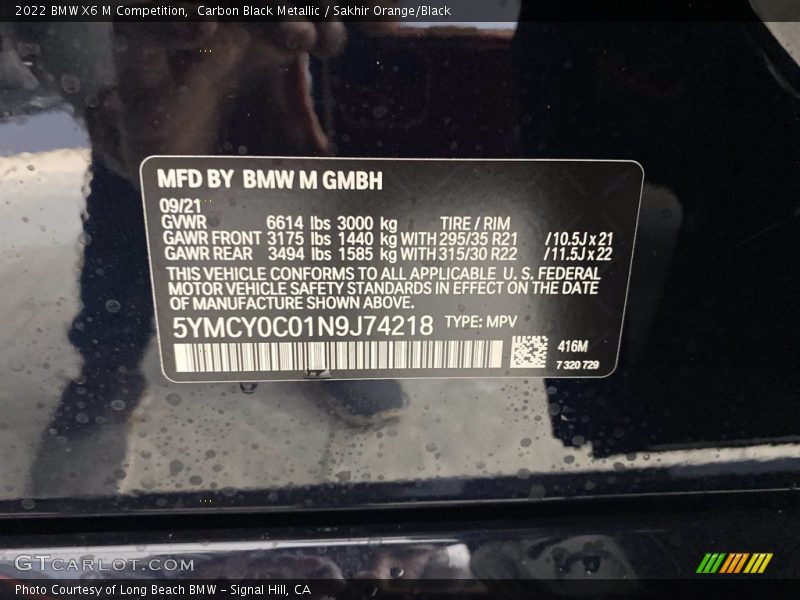 2022 BMW X6 M Competition,  Carbon Black Metallic / Sakhir Orange/Black
MFD BY BMW M GMBH
09/21
GVWR 6614 lbs 3000 kg TIRE / RIM
GAWR FRONT 3175 lbs 1440 kg WITH 295/35 R21 / 10.5J x 21
GAWR REAR 3494 lbs 1585 kg WITH 315/30 R22 / 11.5J x 22
THIS VEHICLE CONFORMS TO ALL APPLICABLE U. S. FEDERAL
MOTOR VEHICLE SAFETY STANDARDS IN EFFECT ON THE DATE
OF MANUFACTURE SHOWN ABOVE.
5YMCY0C01N9J74218 TYPE: MPV
416M
7 320 729
GTCARLOT.COM
Photo Courtesy of Long Beach BMW - Signal Hill, CA